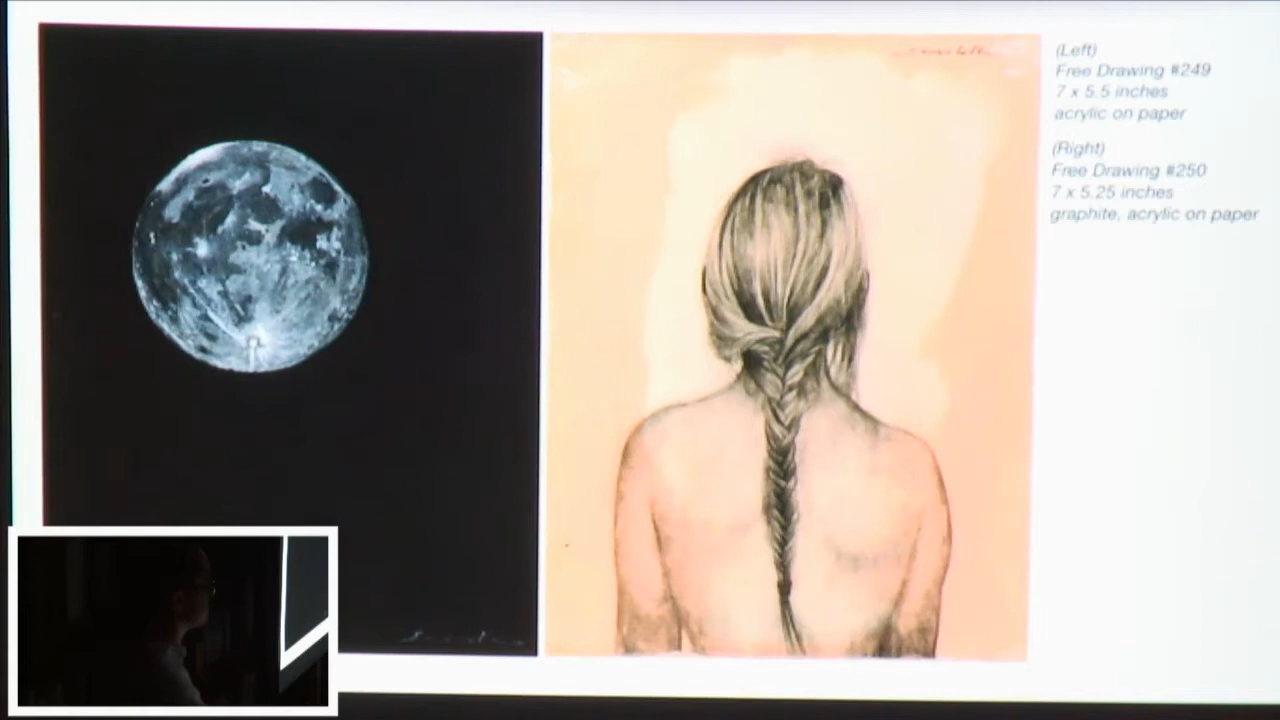 (Left)
Free Drawing #249
7 x 5.5 inches
acrylic on paper
(Right)
Free Drawing #250
7 x 5.25 inches
graphite, acrylic on paper